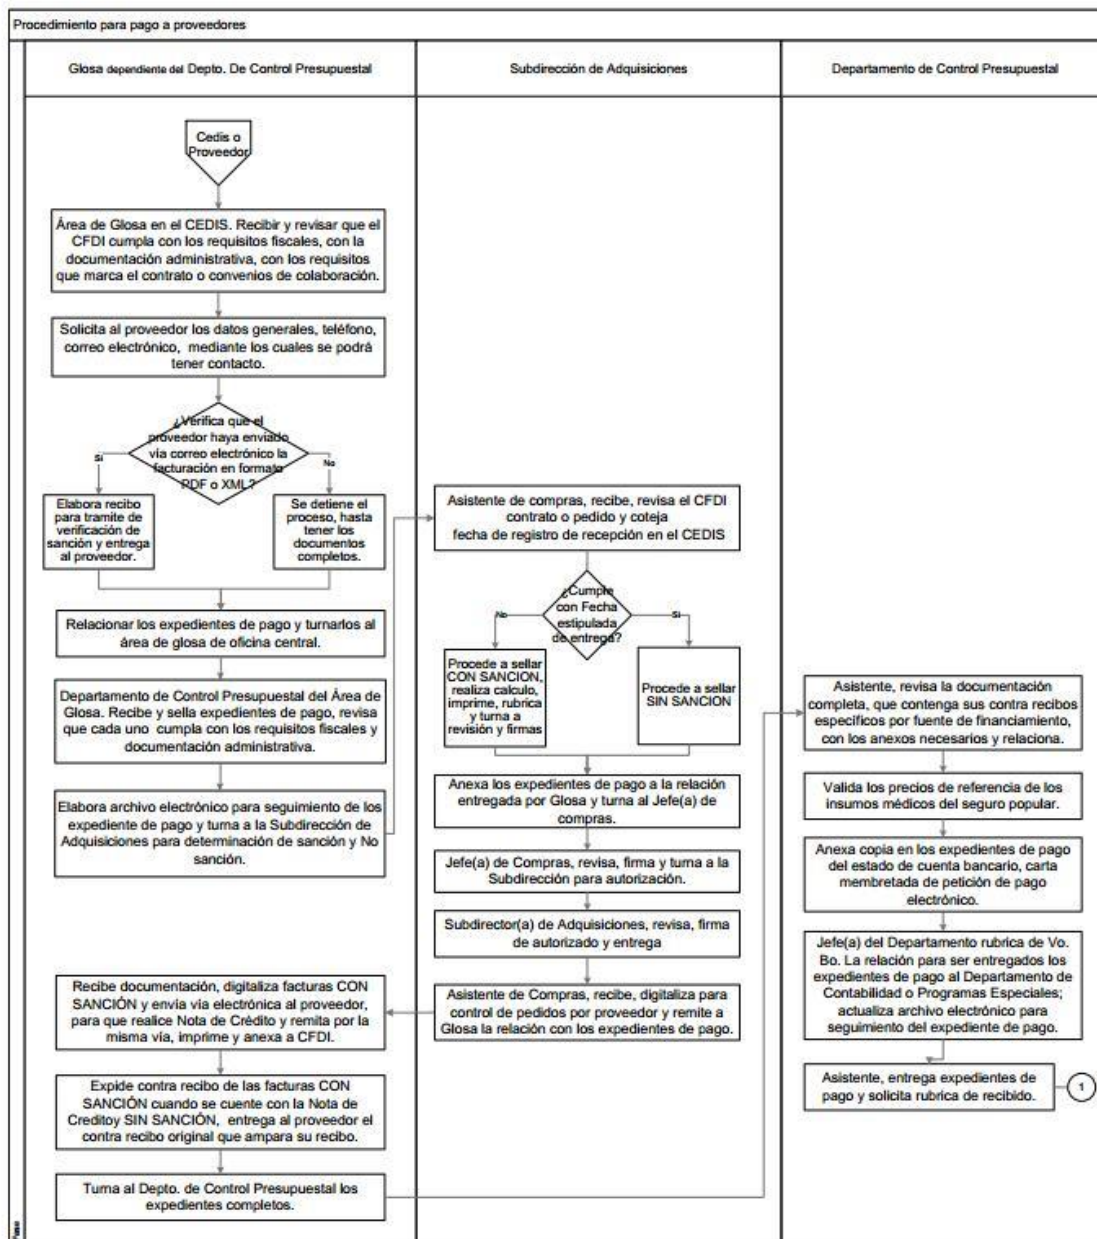 Procedimiento para pago a proveedores
Glosa dependiente del Depto. De Control Presupuestal
Subdirección de Adquisiciones
Departamento de Control Presupuestal
Cedis o
Proveedor
Área de Glosa en el CEDIS. Recibir y revisar que el
CFDI cumpla con los requisitos fiscales, con la
documentación administrativa, con los requisitos
que marca el contrato o convenios de colaboración.
Solicita al proveedor los datos generales, teléfono,
correo electrónico, mediante los cuales se podrá
tener contacto.
¿Verifica que el
proveedor haya enviado
vía correo electrónico la
facturación en formato
PDF o XML?
Sí
No
Elabora recibo
para tramite de
verificación de
sanción y entrega
al proveedor.
Se detiene el
proceso, hasta
tener los
documentos
completos.
Relacionar los expedientes de pago y turnarlos al
área de glosa de oficina central.
Departamento de Control Presupuestal del Área de
Glosa. Recibe y sella expedientes de pago, revisa
que cada uno cumpla con los requisitos fiscales y
documentación administrativa.
Elabora archivo electrónico para seguimiento de los
expediente de pago y turna a la Subdirección de
Adquisiciones para determinación de sanción y No
sanción.
Asistente de compras, recibe, revisa el CFDI
contrato o pedido y coteja
fecha de registro de recepción en el CEDIS
¿Cumple
con Fecha
estipulada
de entrega?
No
Si
Procede a sellar
CON SANCION,
realiza calculo,
imprime, rubrica
y turna a
revisión y firmas
Procede a sellar
SIN SANCION
Anexa los expedientes de pago a la relación
entregada por Glosa y turna al Jefe(a) de
compras.
Jefe(a) de Compras, revisa, firma y turna a la
Subdirección para autorización.
Subdirector(a) de Adquisiciones, revisa, firma
de autorizado y entrega
Asistente de Compras, recibe, digitaliza para
control de pedidos por proveedor y remite a
Glosa la relación con los expedientes de pago.
Recibe documentación, digitaliza facturas CON
SANCIÓN y envia vía electrónica al proveedor,
para que realice Nota de Crédito y remita por la
misma vía, imprime y anexa a CFDI.
Expide contra recibo de las facturas CON
SANCIÓN cuando se cuente con la Nota de
Creditoy SIN SANCIÓN, entrega al proveedor el
contra recibo original que ampara su recibo.
Turna al Depto. de Control Presupuestal los
expedientes completos.
Asistente, revisa la documentación
completa, que contenga sus contra recibos
específicos por fuente de financiamiento,
con los anexos necesarios y relaciona.
Valida los precios de referencia de los
insumos médicos del seguro popular.
Anexa copia en los expedientes de pago
del estado de cuenta bancario, carta
membretada de petición de pago
electrónico.
Jefe(a) del Departamento rubrica de Vo.
Bo. La relación para ser entregados los
expedientes de pago al Departamento de
Contabilidad o Programas Especiales;
actualiza archivo electrónico para
seguimiento del expediente de pago.
Asistente, entrega expedientes de
pago y solicita rubrica de recibido.
1
Fase